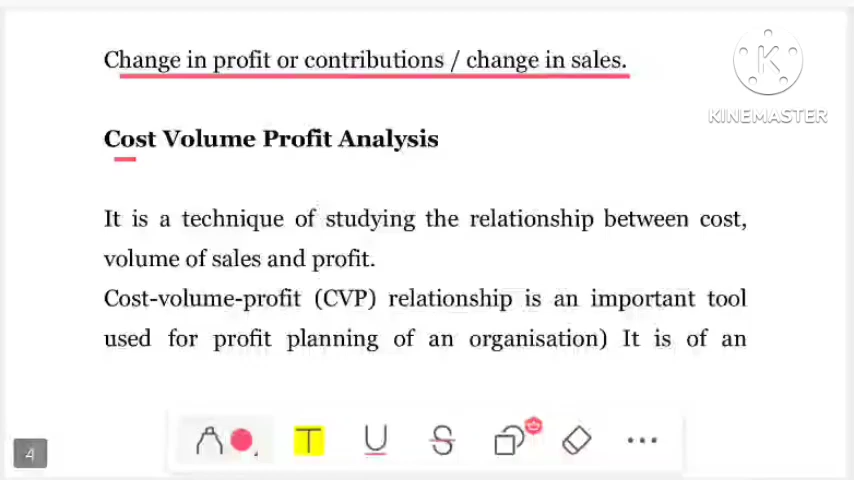 Change in profit or contributions / change in sales.
KINEMASTER
Cost Volume Profit Analysis
It is a technique of studying the relationship between cost,
volume of sales and profit.
Cost-volume-profit (CVP) relationship is an important tool
used for profit planning of an organisation) It is of an
4